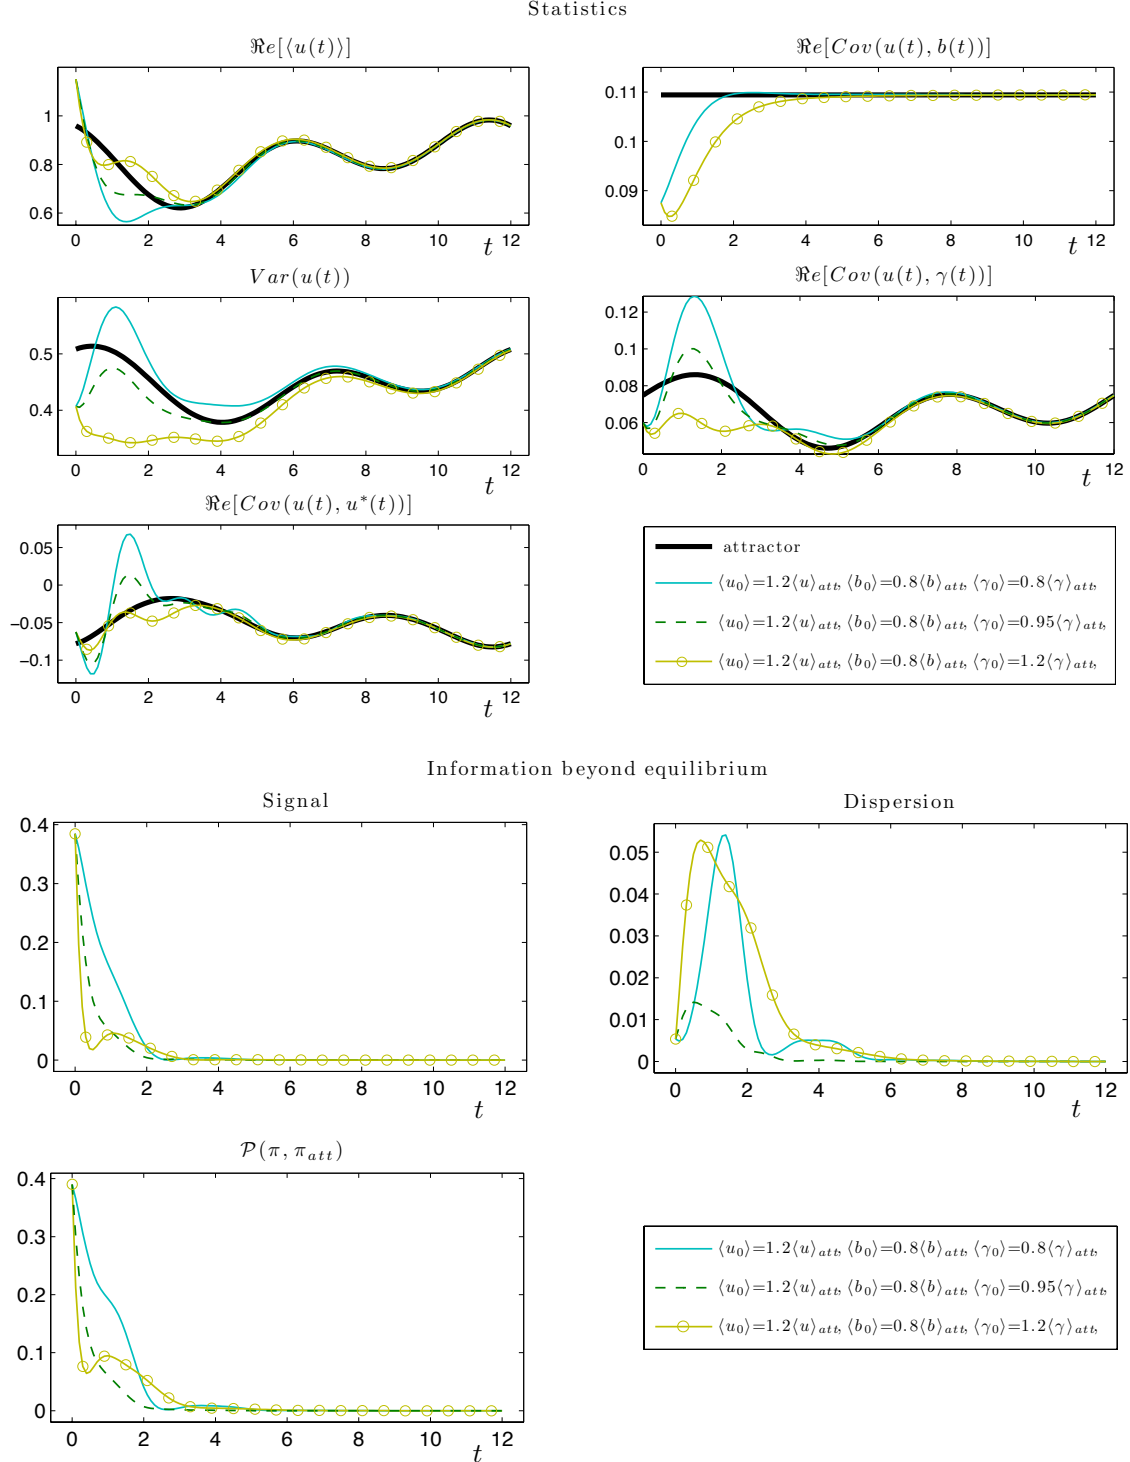 Statistics
ℜe[⟨u(t)⟩]
1
0.8
0.6
0 2 4 6 8 10 12
t
ℜe[Cov(u(t), b(t))]
0.11
0.1
0.09
0 2 4 6 8 10 12
t
Var(u(t))
0.5
0.4
0 2 4 6 8 10 12
t
ℜe[Cov(u(t), γ(t))]
0.12
0.1
0.08
0.06
0 2 4 6 8 10 12
t
ℜe[Cov(u(t), u*(t))]
0.05
0
−0.05
−0.1
0 2 4 6 8 10 12
t
attractor
⟨u₀⟩=1.2⟨u⟩att, ⟨b₀⟩=0.8⟨b⟩att, ⟨γ₀⟩=0.8⟨γ⟩att,
⟨u₀⟩=1.2⟨u⟩att, ⟨b₀⟩=0.8⟨b⟩att, ⟨γ₀⟩=0.95⟨γ⟩att,
⟨u₀⟩=1.2⟨u⟩att, ⟨b₀⟩=0.8⟨b⟩att, ⟨γ₀⟩=1.2⟨γ⟩att,
Information beyond equilibrium
Signal
0.4
0.3
0.2
0.1
0
0 2 4 6 8 10 12
t
Dispersion
0.05
0.04
0.03
0.02
0.01
0
0 2 4 6 8 10 12
t
𝒫(π, πatt)
0.4
0.3
0.2
0.1
0
0 2 4 6 8 10 12
t
⟨u₀⟩=1.2⟨u⟩att, ⟨b₀⟩=0.8⟨b⟩att, ⟨γ₀⟩=0.8⟨γ⟩att,
⟨u₀⟩=1.2⟨u⟩att, ⟨b₀⟩=0.8⟨b⟩att, ⟨γ₀⟩=0.95⟨γ⟩att,
⟨u₀⟩=1.2⟨u⟩att, ⟨b₀⟩=0.8⟨b⟩att, ⟨γ₀⟩=1.2⟨γ⟩att,